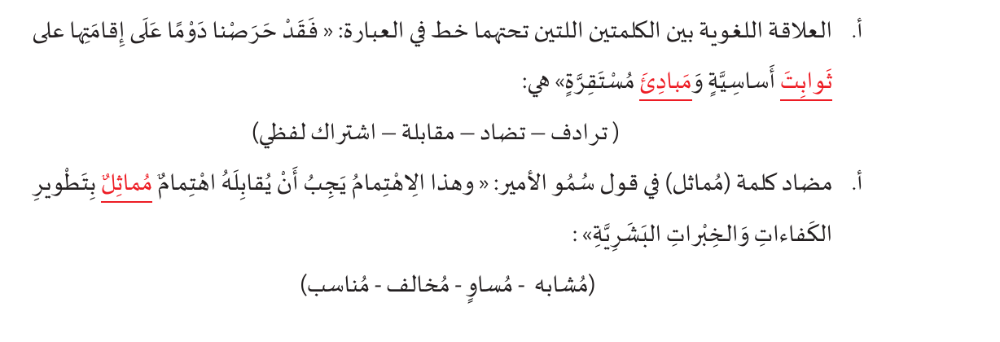 أ. العلاقة اللغوية بين الكلمتين اللتين تحتهما خط في العبارة: « فَقَدْ حَرَصْنا دَوْمًا عَلَى إِقامَتِها على
ثَوابِتَ أَساسِيَّةٍ وَمَبادِئَ مُسْتَقِرَّةٍ» هي:
( ترادف – تضاد – مقابلة – اشتراك لفظي)
أ. مضاد كلمة (مُماثل) في قول سُمُو الأمير: « وهذا الِاهْتِمامُ يَجِبُ أَنْ يُقابِلَهُ اهْتِمامٌ مُماثِلٌ بِتَطْويرِ
الكَفاءاتِ وَالخِبْراتِ البَشَرِيَّةِ» :
(مُشابه - مُساوٍ - مُخالف - مُناسب)